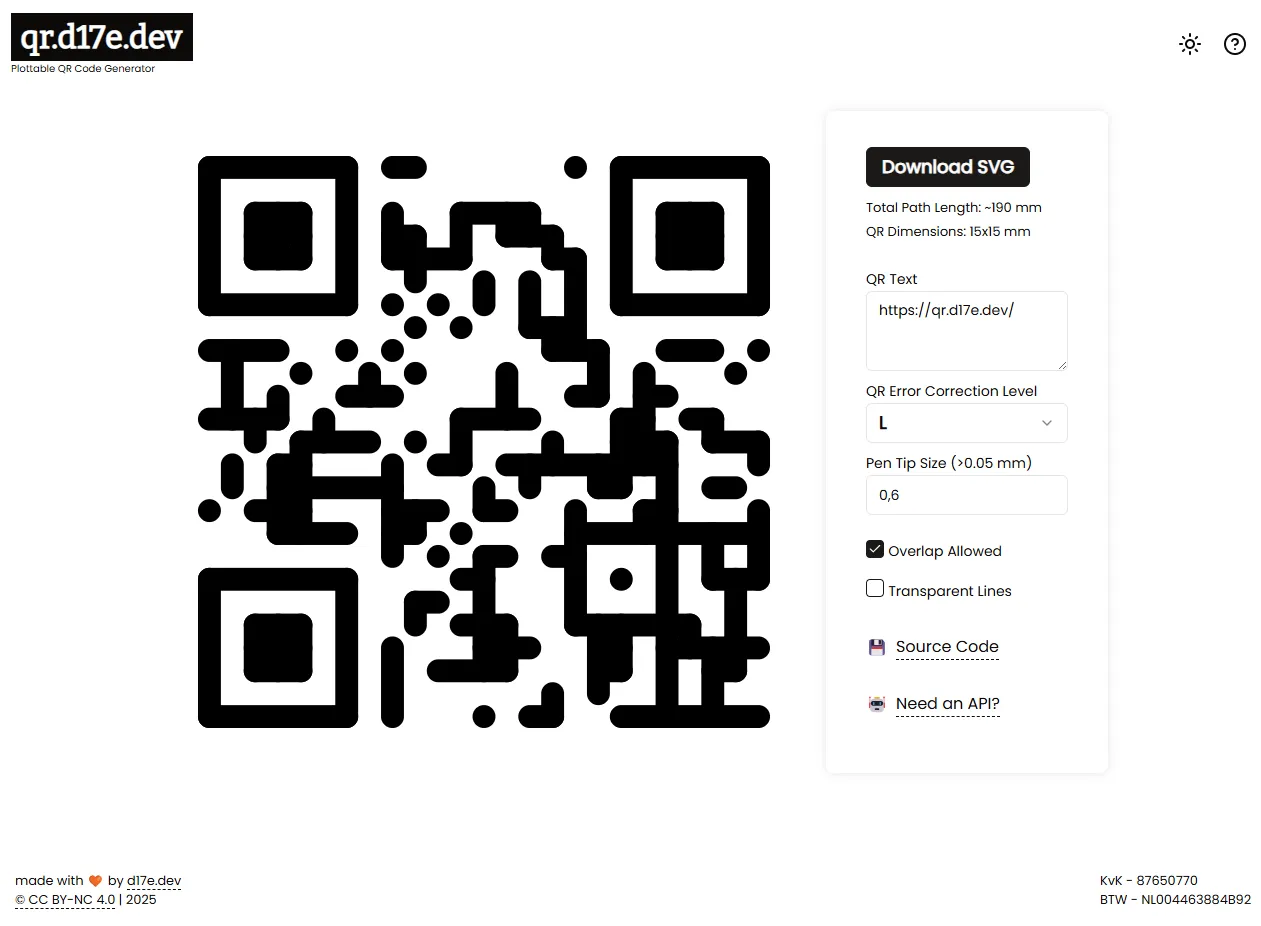 qr.d17e.dev
Plottable QR Code Generator
Download SVG
Total Path Length: ~190 mm
QR Dimensions: 15x15 mm
QR Text
https://qr.d17e.dev/
QR Error Correction Level
L
Pen Tip Size (>0.05 mm)
0,6
Overlap Allowed
Transparent Lines
Source Code
Need an API?
made with 🧡 by d17e.dev
© CC BY-NC 4.0 | 2025
KvK - 87650770
BTW - NL004463884B92